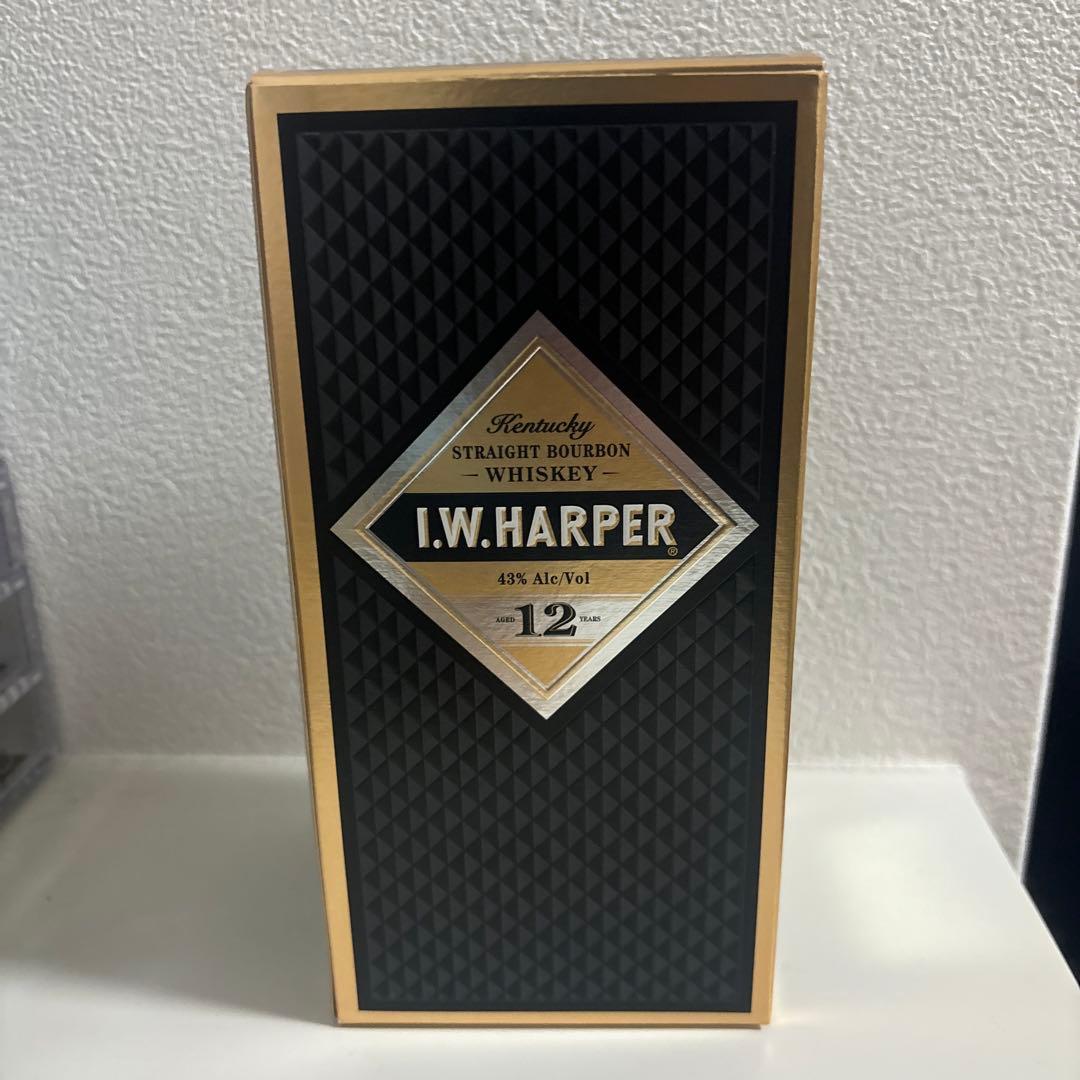 Kentucky
STRAIGHT BOURBON
— WHISKEY —
I.W.HARPER®
43% Alc/Vol
AGED 12 YEARS